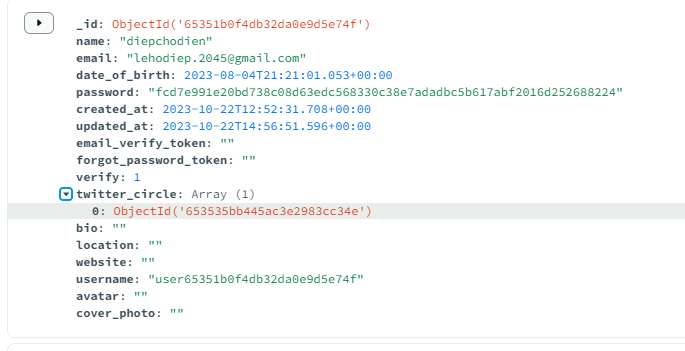 _id: ObjectId('65351b0f4db32da0e9d5e74f')
name: "diepchodien"
email: "lehodiep.2045@gmail.com"
date_of_birth: 2023-08-04T21:21:01.053+00:00
password: "fcd7e991e20bd738c08d63edc568330c38e7adadbc5b617abf2016d252688224"
created_at: 2023-10-22T12:52:31.708+00:00
updated_at: 2023-10-22T14:56:51.596+00:00
email_verify_token: ""
forgot_password_token: ""
verify: 1
twitter_circle: Array (1)
0: ObjectId('653535bb445ac3e2983cc34e')
bio: ""
location: ""
website: ""
username: "user65351b0f4db32da0e9d5e74f"
avatar: ""
cover_photo: ""